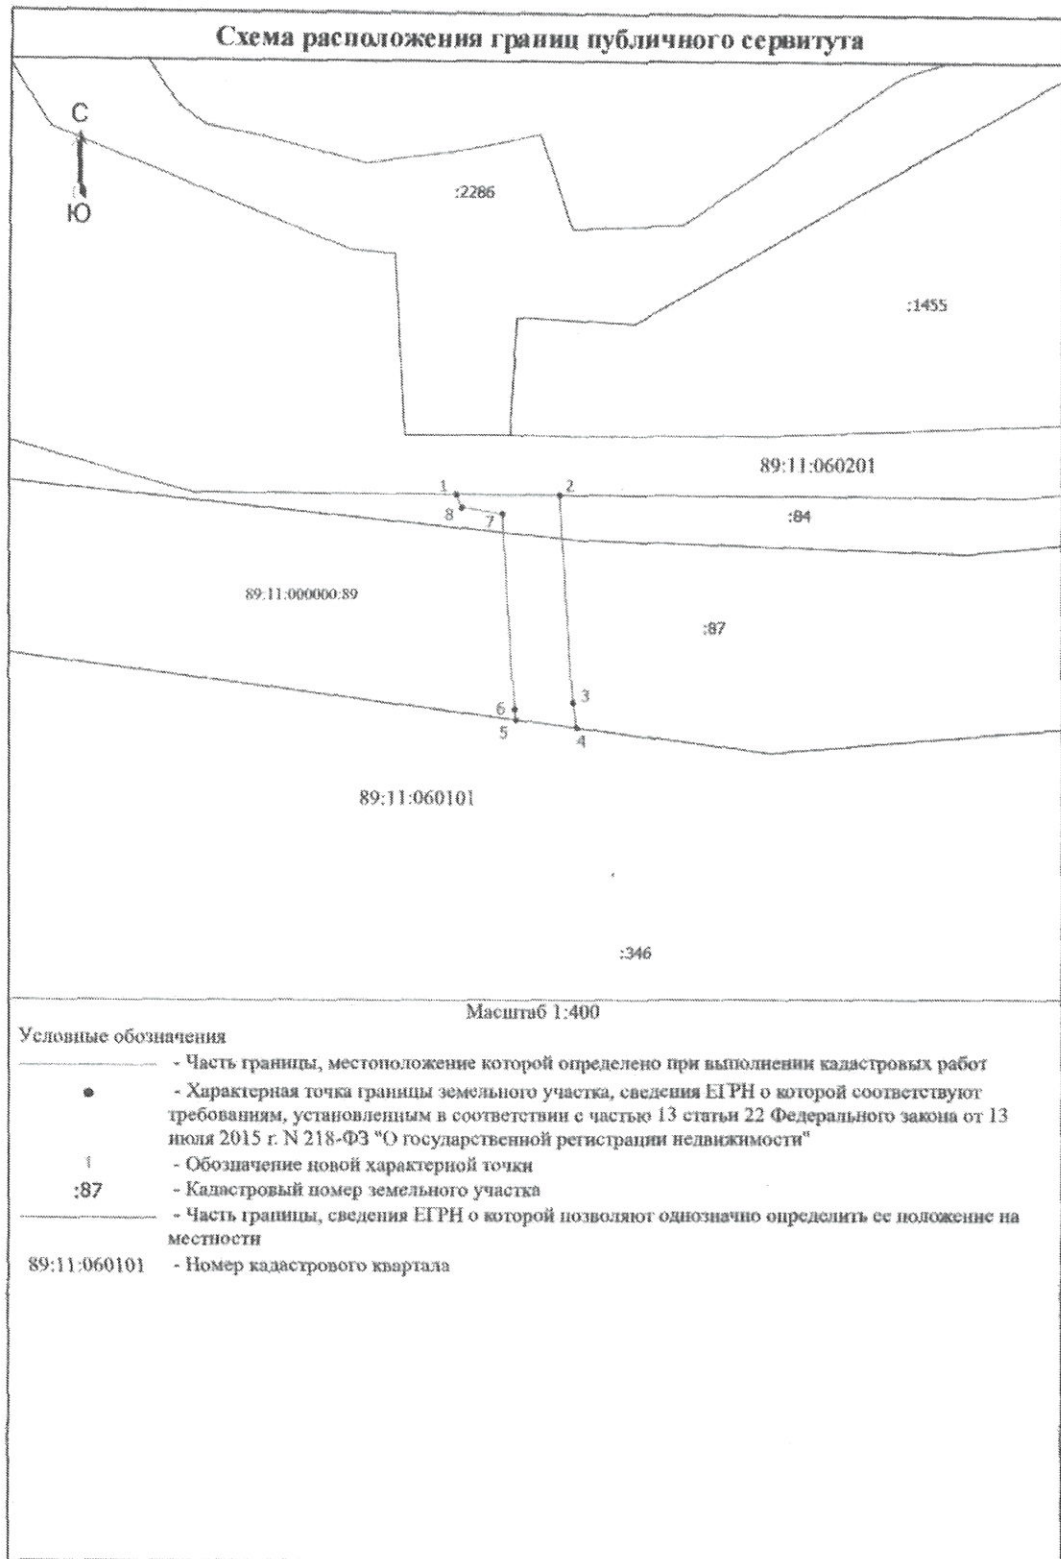 Схема расположения границ публичного сервитута
С
Ю
:2286
:1455
89:11:060201
1
2
8
7
:84
89:11:000000:89
:87
3
6
5
4
89:11:060101
:346
Масштаб 1:400
Условные обозначения
- Часть границы, местоположение которой определено при выполнении кадастровых работ
- Характерная точка границы земельного участка, сведения ЕГРН о которой соответствуют
требованиям, установленным в соответствии с частью 13 статьи 22 Федерального закона от 13
июля 2015 г. N 218-ФЗ "О государственной регистрации недвижимости"
1 - Обозначение новой характерной точки
:87 - Кадастровый номер земельного участка
- Часть границы, сведения ЕГРН о которой позволяют однозначно определить ее положение на
местности
89:11:060101 - Номер кадастрового квартала